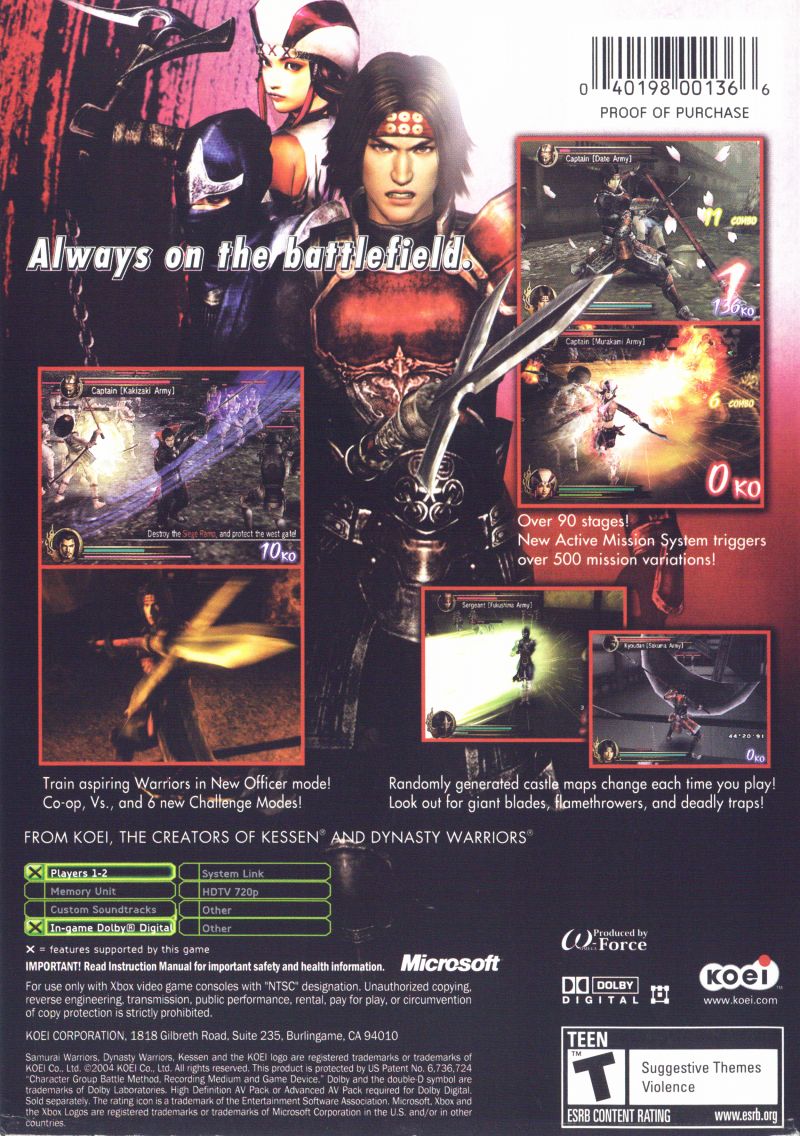 0 40198 00136 6
PROOF OF PURCHASE
Captain [Date Army]
11 COMBO
1
136 KO
Always on the battlefield.
Captain [Murakami Army]
6 COMBO
0 KO
Captain [Kakizaki Army]
Destroy the Siege Ramp, and protect the west gate!
10 KO
Over 90 stages!
New Active Mission System triggers
over 500 mission variations!
Sergeant [Fukushima Army]
Kyoudan [Sakuma Army]
44"20"91
0 KO
Train aspiring Warriors in New Officer mode!
Co-op, Vs., and 6 new Challenge Modes!
Randomly generated castle maps change each time you play!
Look out for giant blades, flamethrowers, and deadly traps!
FROM KOEI, THE CREATORS OF KESSEN® AND DYNASTY WARRIORS®
X Players 1-2
System Link
Memory Unit
HDTV 720p
Custom Soundtracks
Other
X In-game Dolby® Digital
Other
X = features supported by this game
IMPORTANT! Read Instruction Manual for important safety and health information.
Microsoft
For use only with Xbox video game consoles with "NTSC" designation. Unauthorized copying,
reverse engineering, transmission, public performance, rental, pay for play, or circumvention
of copy protection is strictly prohibited.
KOEI CORPORATION, 1818 Gilbreth Road, Suite 235, Burlingame, CA 94010
Samurai Warriors, Dynasty Warriors, Kessen and the KOEI logo are registered trademarks or trademarks of
KOEI Co., Ltd. ©2004 KOEI Co., Ltd. All rights reserved. This product is protected by US Patent No. 6,736,724
"Character Group Battle Method, Recording Medium and Game Device." Dolby and the double-D symbol are
trademarks of Dolby Laboratories. High Definition AV Pack or Advanced AV Pack required for Dolby Digital.
Sold separately. The rating icon is a trademark of the Entertainment Software Association. Microsoft, Xbox and
the Xbox Logos are registered trademarks or trademarks of Microsoft Corporation in the U.S. and/or in other
countries.
Produced by
ω-Force
DOLBY
DIGITAL
KOEI™
www.koei.com
TEEN
T™
Suggestive Themes
Violence
ESRB CONTENT RATING www.esrb.org